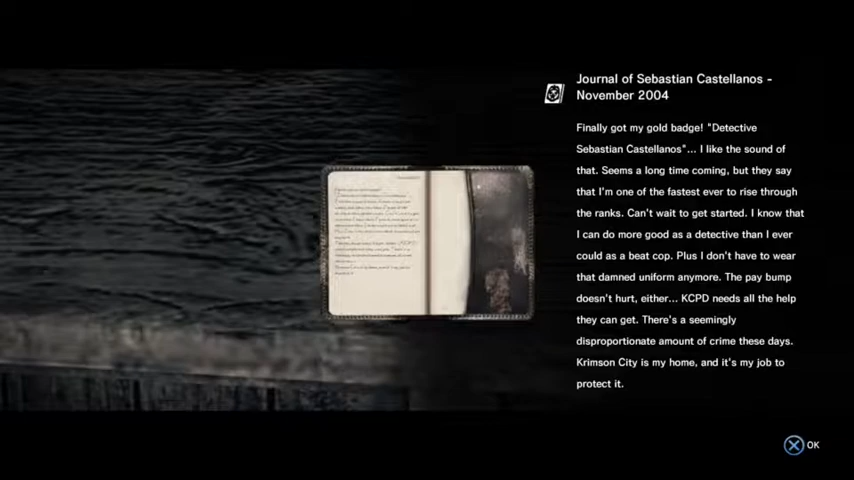 Journal of Sebastian Castellanos -
November 2004
Finally got my gold badge! "Detective
Sebastian Castellanos"... I like the sound of
that. Seems a long time coming, but they say
that I'm one of the fastest ever to rise through
the ranks. Can't wait to get started. I know that
I can do more good as a detective than I ever
could as a beat cop. Plus I don't have to wear
that damned uniform anymore. The pay bump
doesn't hurt, either... KCPD needs all the help
they can get. There's a seemingly
disproportionate amount of crime these days.
Krimson City is my home, and it's my job to
protect it.
OK